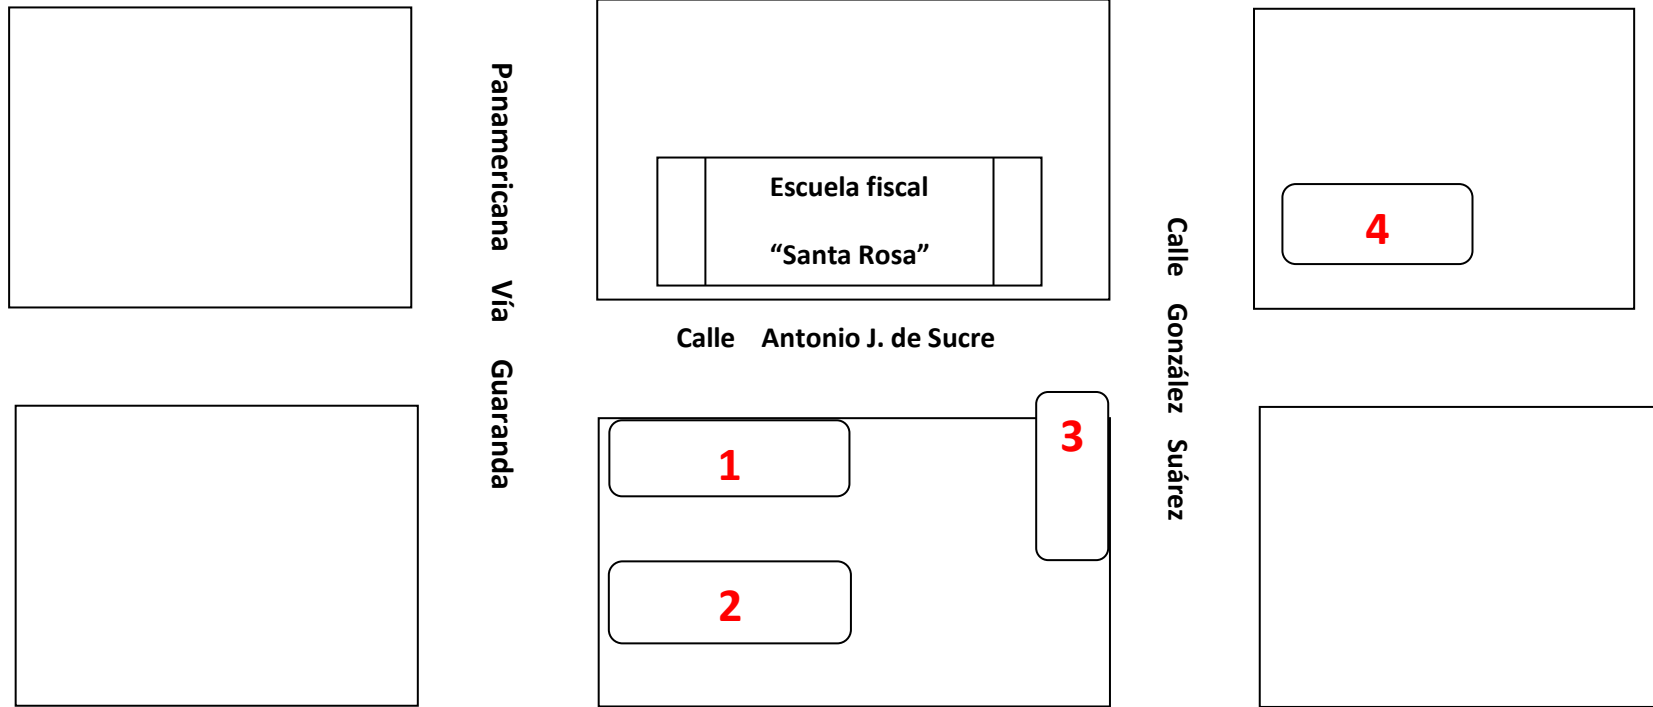 Panamericana Vía Guaranda
Escuela fiscal
“Santa Rosa”
Calle Antonio J. de Sucre
Calle González Suárez
4
1
3
2